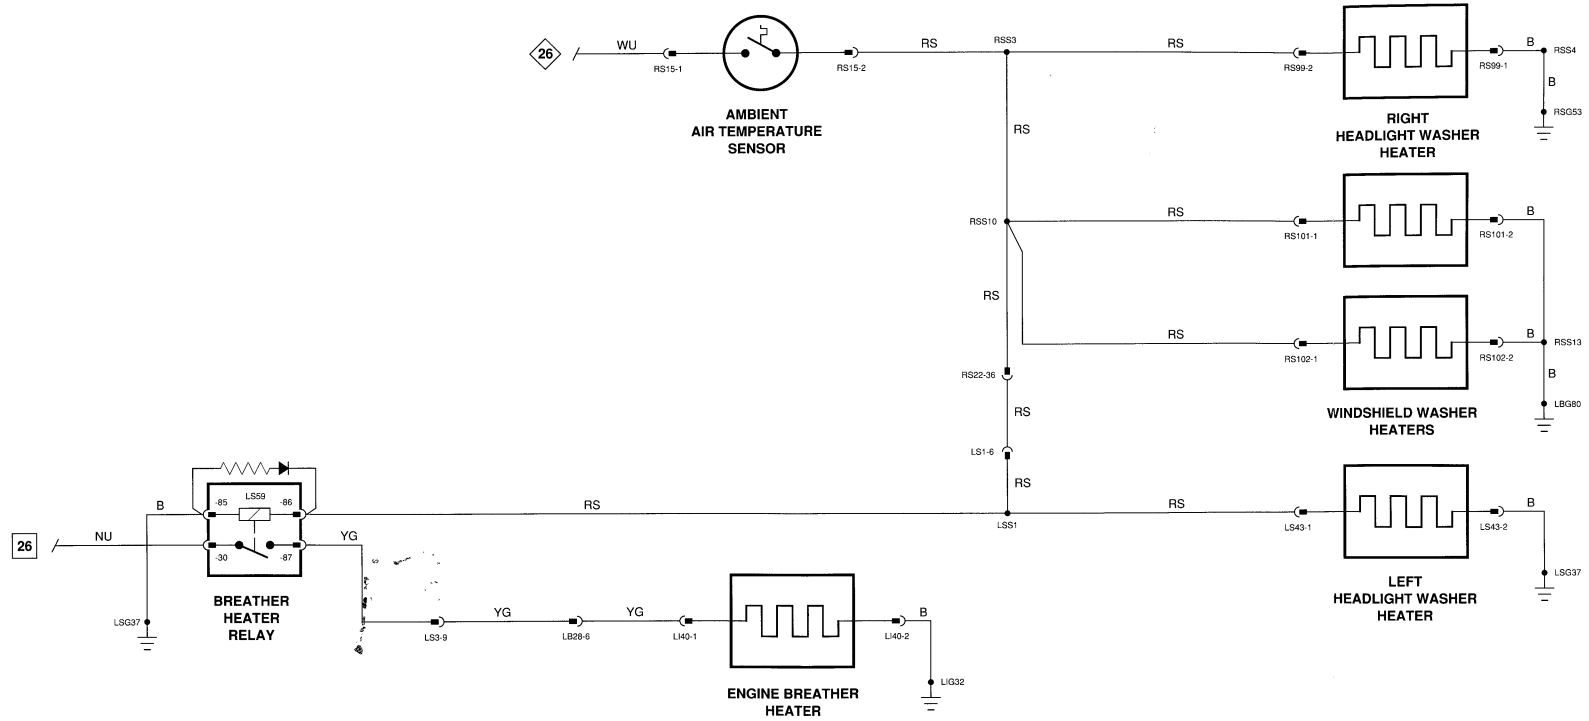 26
WU
RS15-1
RS15-2
RS
RSS3
RS
RS99-2
RS99-1
B
RSS4
B
RSG53
AMBIENT
AIR TEMPERATURE
SENSOR
RIGHT
HEADLIGHT WASHER
HEATER
RS
RSS10
RS
RS101-1
RS101-2
B
RS
RS
RS102-1
RS102-2
B
RSS13
B
LBG80
WINDSHIELD WASHER
HEATERS
RS22-36
RS
LS1-6
RS
B
-85
LS59
-86
RS
LSS1
RS
LS43-1
LS43-2
B
LSG37
LEFT
HEADLIGHT WASHER
HEATER
26
NU
-30
-87
YG
BREATHER
HEATER
RELAY
LSG37
LS3-9
YG
LB28-6
YG
LI40-1
LI40-2
B
LIG32
ENGINE BREATHER
HEATER